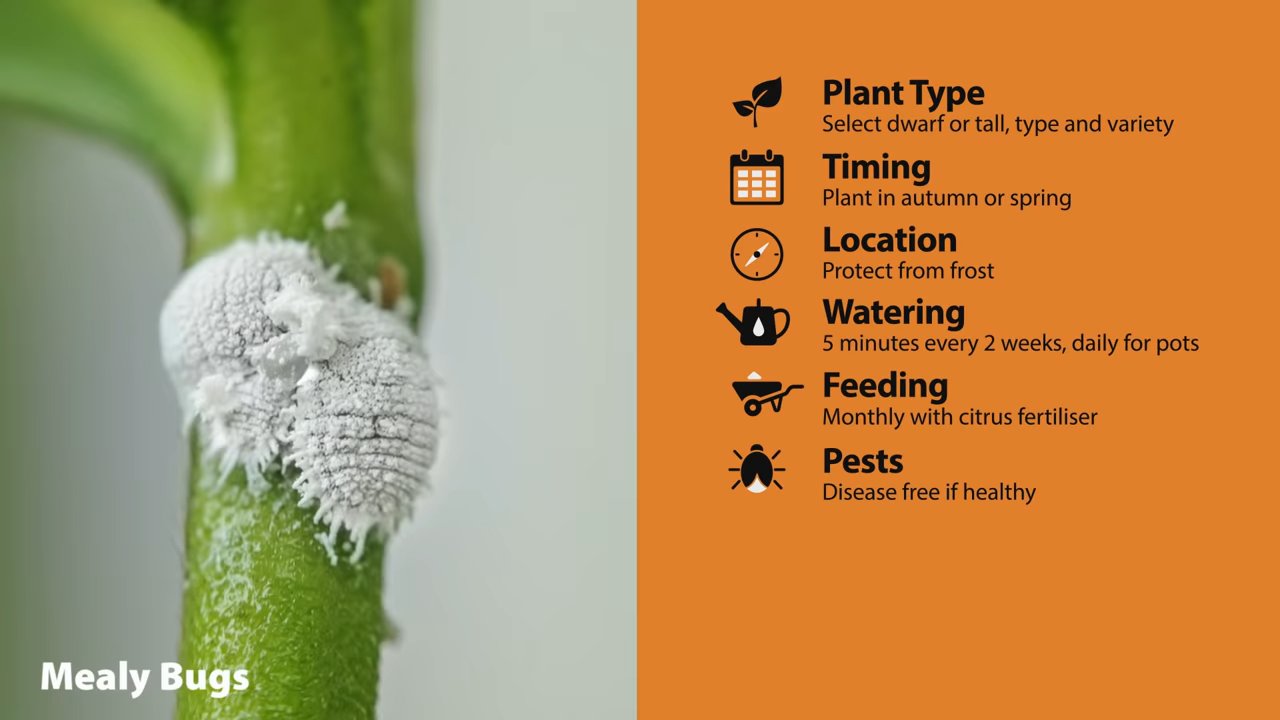 Plant Type
Select dwarf or tall, type and variety
Timing
Plant in autumn or spring
Location
Protect from frost
Watering
5 minutes every 2 weeks, daily for pots
Feeding
Monthly with citrus fertiliser
Pests
Disease free if healthy
Mealy Bugs